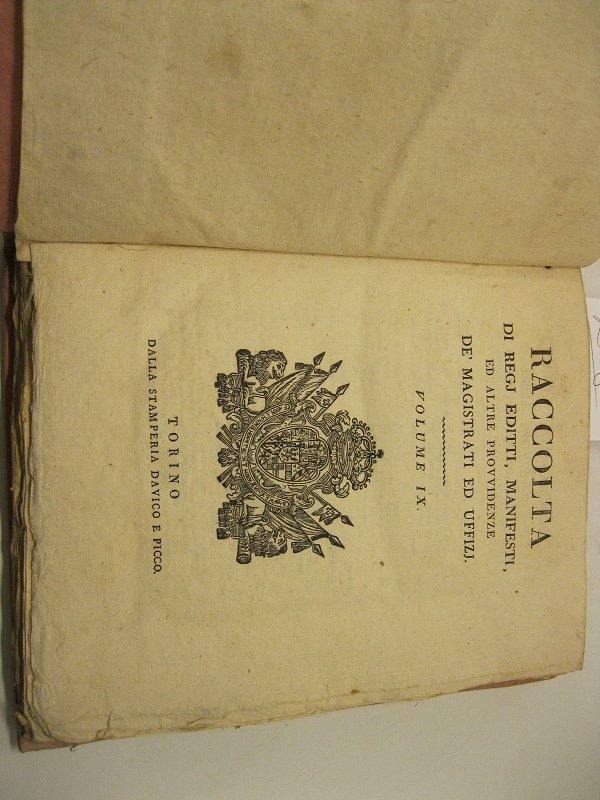 RACCOLTA
DI REGJ EDITTI, MANIFESTI,
ED ALTRE PROVVIDENZE
DE' MAGISTRATI ED UFFIZJ.
VOLUME IX.
TORINO
DALLA STAMPERIA DAVICO E PICCO.